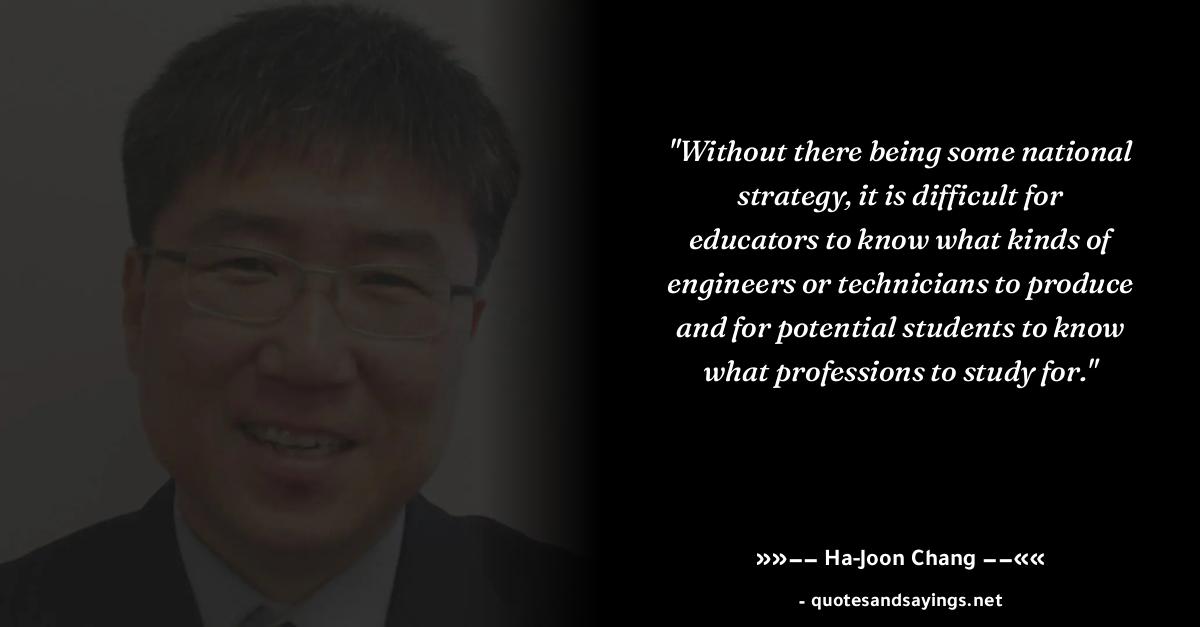 "Without there being some national
strategy, it is difficult for
educators to know what kinds of
engineers or technicians to produce
and for potential students to know
what professions to study for."
»»–– Ha-Joon Chang ––««
- quotesandsayings.net